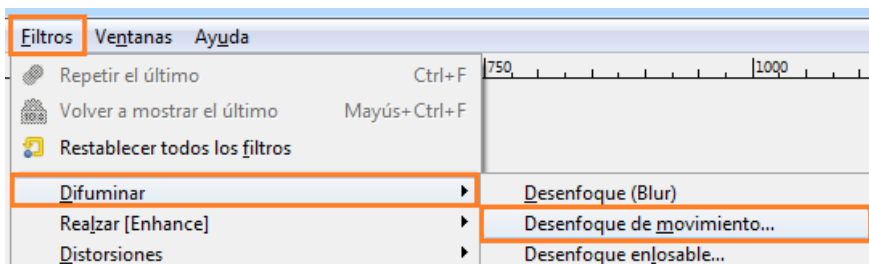 Filtros Ventanas Ayuda
Repetir el último Ctrl+F
750 1000
Volver a mostrar el último Mayús+Ctrl+F
Restablecer todos los filtros
Difuminar
Desenfoque (Blur)
Realzar [Enhance]
Desenfoque de movimiento...
Distorsiones
Desenfoque enlosable...